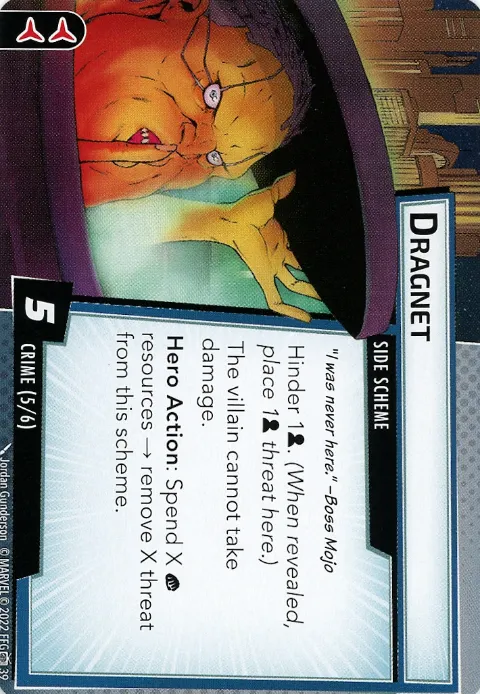 DRAGNET
SIDE SCHEME
"I was never here." –Boss Mojo
Hinder 1. (When revealed,
place 1 threat here.)
The villain cannot take
damage.
Hero Action: Spend X
resources → remove X threat
from this scheme.
5
CRIME (5/6)
Jordan Gunderson © MARVEL © 2022 FFG 39